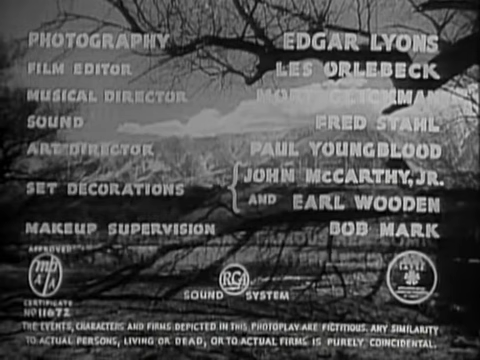 PHOTOGRAPHY EDGAR LYONS
FILM EDITOR LES ORLEBECK
MUSICAL DIRECTOR MORT GLICKMAN
SOUND FRED STAHL
ART DIRECTOR PAUL YOUNGBLOOD
SET DECORATIONS JOHN McCARTHY, JR.
AND EARL WOODEN
MAKEUP SUPERVISION BOB MARK
APPROVED
CERTIFICATE
NO 11672
RCA
SOUND SYSTEM
THE EVENTS, CHARACTERS AND FIRMS DEPICTED IN THIS PHOTOPLAY ARE FICTITIOUS. ANY SIMILARITY
TO ACTUAL PERSONS, LIVING OR DEAD, OR TO ACTUAL FIRMS IS PURELY COINCIDENTAL.